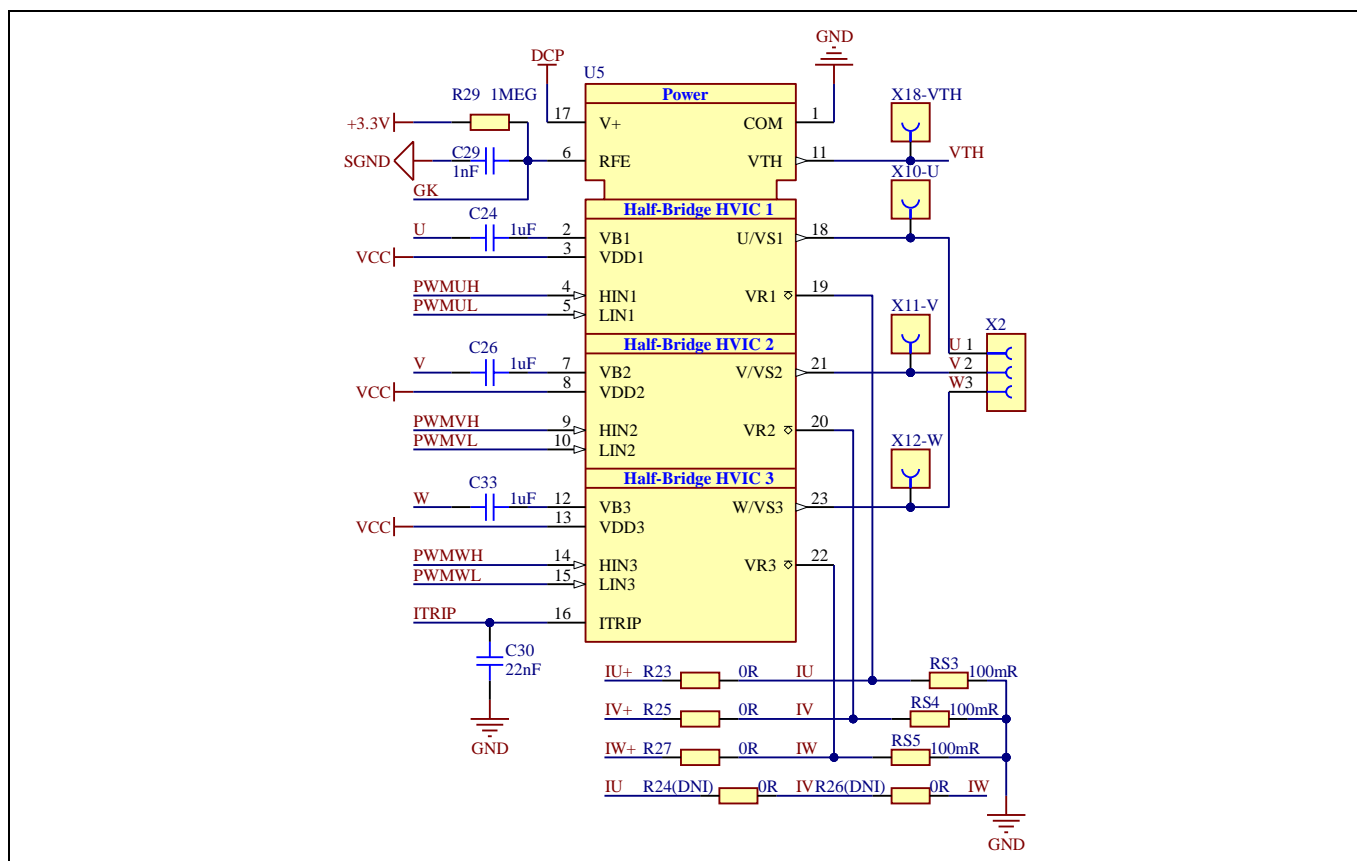 GND
DCP
U5
Power
X18-VTH
R29 1MEG
+3.3V
17 V+
COM 1
C29
1nF
SGND
6 RFE
VTH 11
VTH
GK
X10-U
Half-Bridge HVIC 1
C24
U
1uF
2 VB1
U/VS1 18
VCC
3 VDD1
PWMUH
4 HIN1
VR1 19
PWMUL
5 LIN1
X11-V
X2
Half-Bridge HVIC 2
U 1
C26
V
1uF
7 VB2
V/VS2 21
V 2
VCC
8 VDD2
W3
PWMVH
9 HIN2
VR2 20
PWMVL
10 LIN2
X12-W
Half-Bridge HVIC 3
C33
W
1uF
12 VB3
W/VS3 23
VCC
13 VDD3
PWMWH
14 HIN3
VR3 22
PWMWL
15 LIN3
ITRIP
16 ITRIP
C30
22nF
GND
IU+ R23 0R IU RS3 100mR
IV+ R25 0R IV RS4 100mR
IW+ R27 0R IW RS5 100mR
IU R24(DNI) 0R IV R26(DNI) 0R IW
GND